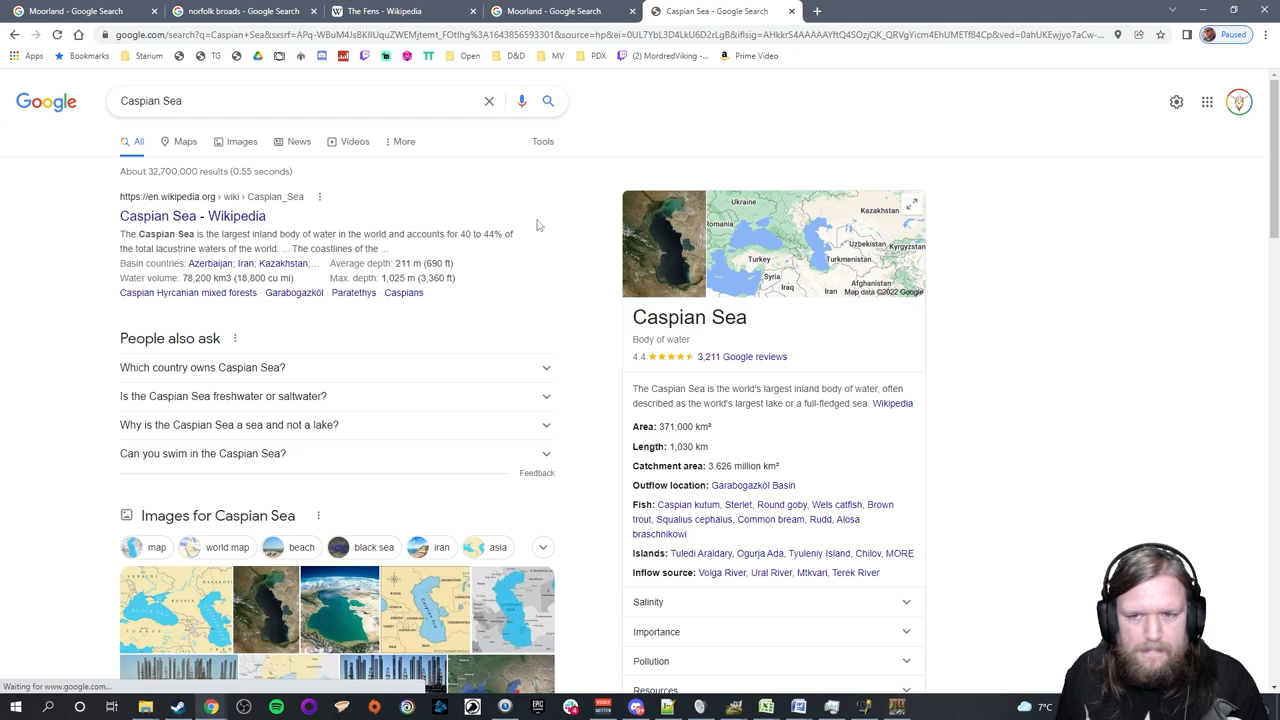 Moorland - Google Search
norfolk broads - Google Search
The Fens - Wikipedia
Moorland - Google Search
Caspian Sea - Google Search
Paused
Apps
Bookmarks
Starium
TG
TT
Open
D&D
MV
PDX
(2) MordredViking -...
Prime Video
Google
Caspian Sea
All
Maps
Images
News
Videos
More
Tools
About 32,700,000 results (0.55 seconds)
https://en.wikipedia.org › wiki › Caspian_Sea
Caspian Sea - Wikipedia
The Caspian Sea is the largest inland body of water in the world and accounts for 40 to 44% of
the total lacustrine waters of the world. ... The coastlines of the ...
Basin countries: Azerbaijan; Iran; Kazakhstan;... Average depth: 211 m (690 ft)
Water volume: 78,200 km3 (18,800 cu mi) Max. depth: 1,025 m (3,360 ft)
Caspian Hyrcanian mixed forests · Garabogazköl · Paratethys · Caspians
People also ask
Which country owns Caspian Sea?
Is the Caspian Sea freshwater or saltwater?
Why is the Caspian Sea a sea and not a lake?
Can you swim in the Caspian Sea?
Feedback
Images for Caspian Sea
map
world map
beach
black sea
iran
asia
Ukraine
Romania
Kazakhstan
Uzbekistan
Kyrgyzstan
Turkey
Turkmenistan
Syria
Iraq
Iran
Afghanistan
Map data ©2022 Google
Caspian Sea
Body of water
4.4 3,211 Google reviews
The Caspian Sea is the world's largest inland body of water, often
described as the world's largest lake or a full-fledged sea. Wikipedia
Area: 371,000 km²
Length: 1,030 km
Catchment area: 3.626 million km²
Outflow location: Garabogazköl Basin
Fish: Caspian kutum, Sterlet, Round goby, Wels catfish, Brown
trout, Squalius cephalus, Common bream, Rudd, Alosa
braschnikowi
Islands: Tuledi Araldary, Ogurja Ada, Tyuleniy Island, Chilov, MORE
Inflow source: Volga River, Ural River, Mtkvari, Terek River
Salinity
Importance
Pollution
Resources
Waiting for www.google.com...
7°C